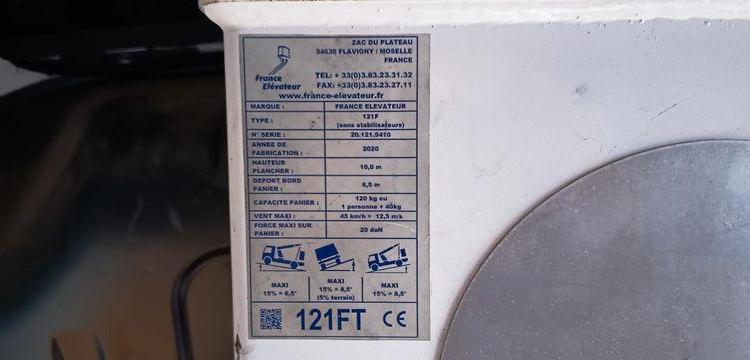 ZAC DU PLATEAU
54630 FLAVIGNY / MOSELLE
FRANCE
France
Elévateur
TEL: + 33(0)3.83.23.31.32
FAX: +33(0)3.83.23.27.11
www.france-elevateur.fr
MARQUE : FRANCE ELEVATEUR
TYPE : 121F
(sans stabilisateurs)
N° SERIE : 20.121.9410
ANNEE DE
FABRICATION : 2020
HAUTEUR
PLANCHER : 10,0 m
DEPORT BORD
PANIER : 6,5 m
CAPACITE PANIER : 120 kg ou
1 personne + 40kg
VENT MAXI : 45 km/h = 12,5 m/s
FORCE MAXI SUR
PANIER : 20 daN
MAXI
15% = 8,5°
MAXI
15% = 8,5°
(5% terrain)
MAXI
15% = 8,5°
121FT CE